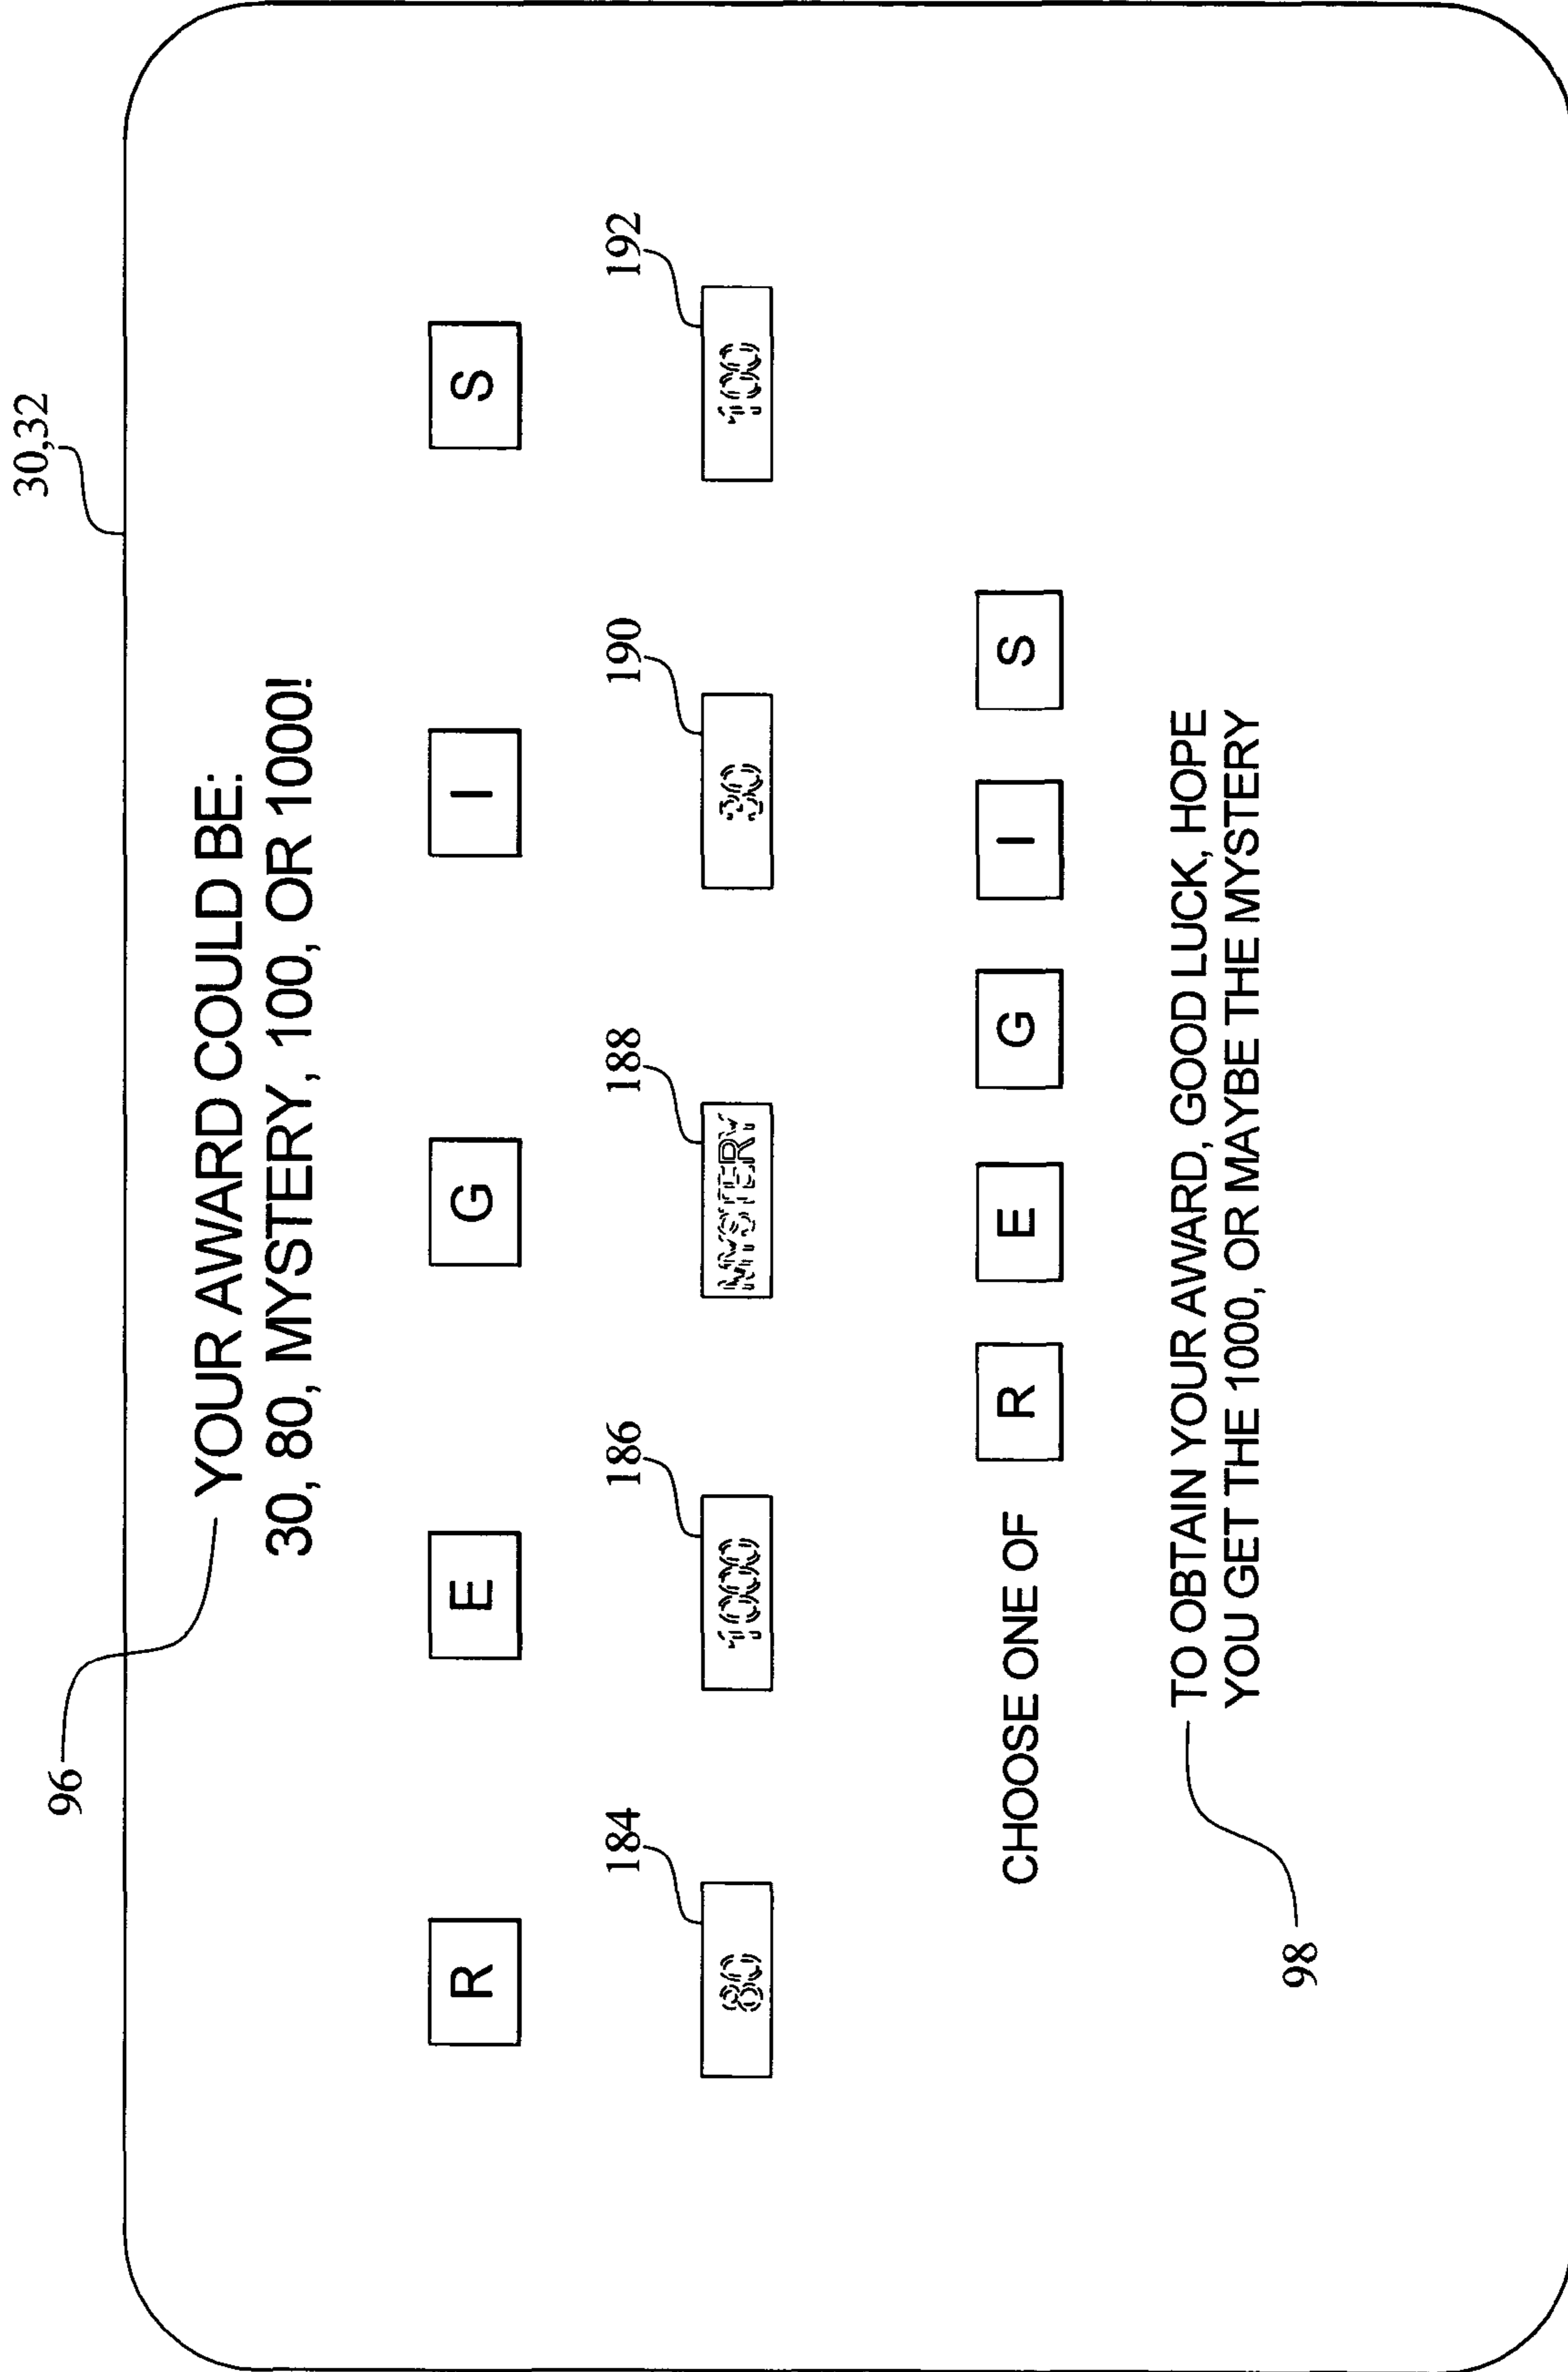 30,32
96
YOUR AWARD COULD BE:
30, 80, MYSTERY, 100, OR 1000!
R E G I S
184 186 188 190 192
80 1000 MYSTERY 30 100
CHOOSE ONE OF R E G I S
98
TO OBTAIN YOUR AWARD, GOOD LUCK, HOPE
YOU GET THE 1000, OR MAYBE THE MYSTERY